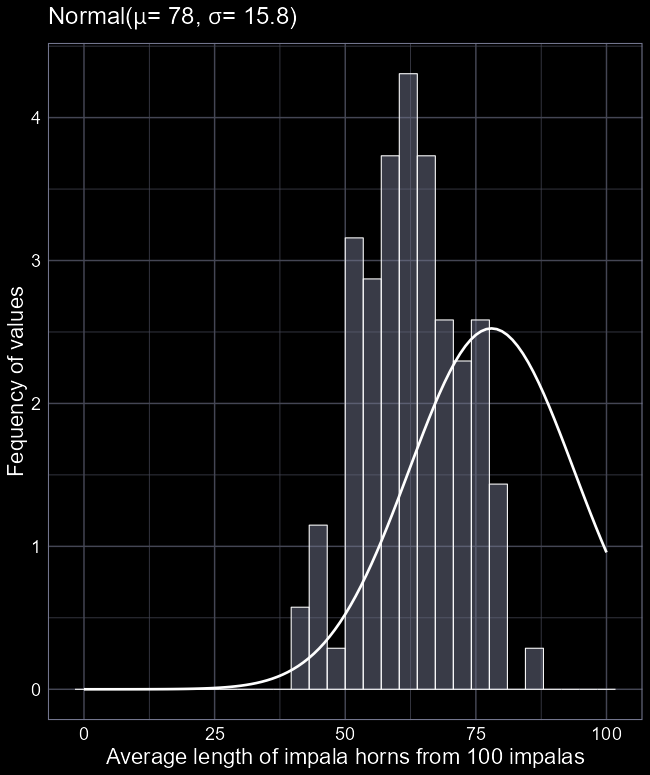 Normal(μ= 78, σ= 15.8)
4
3
2
1
0
Fequency of values
0 25 50 75 100
Average length of impala horns from 100 impalas